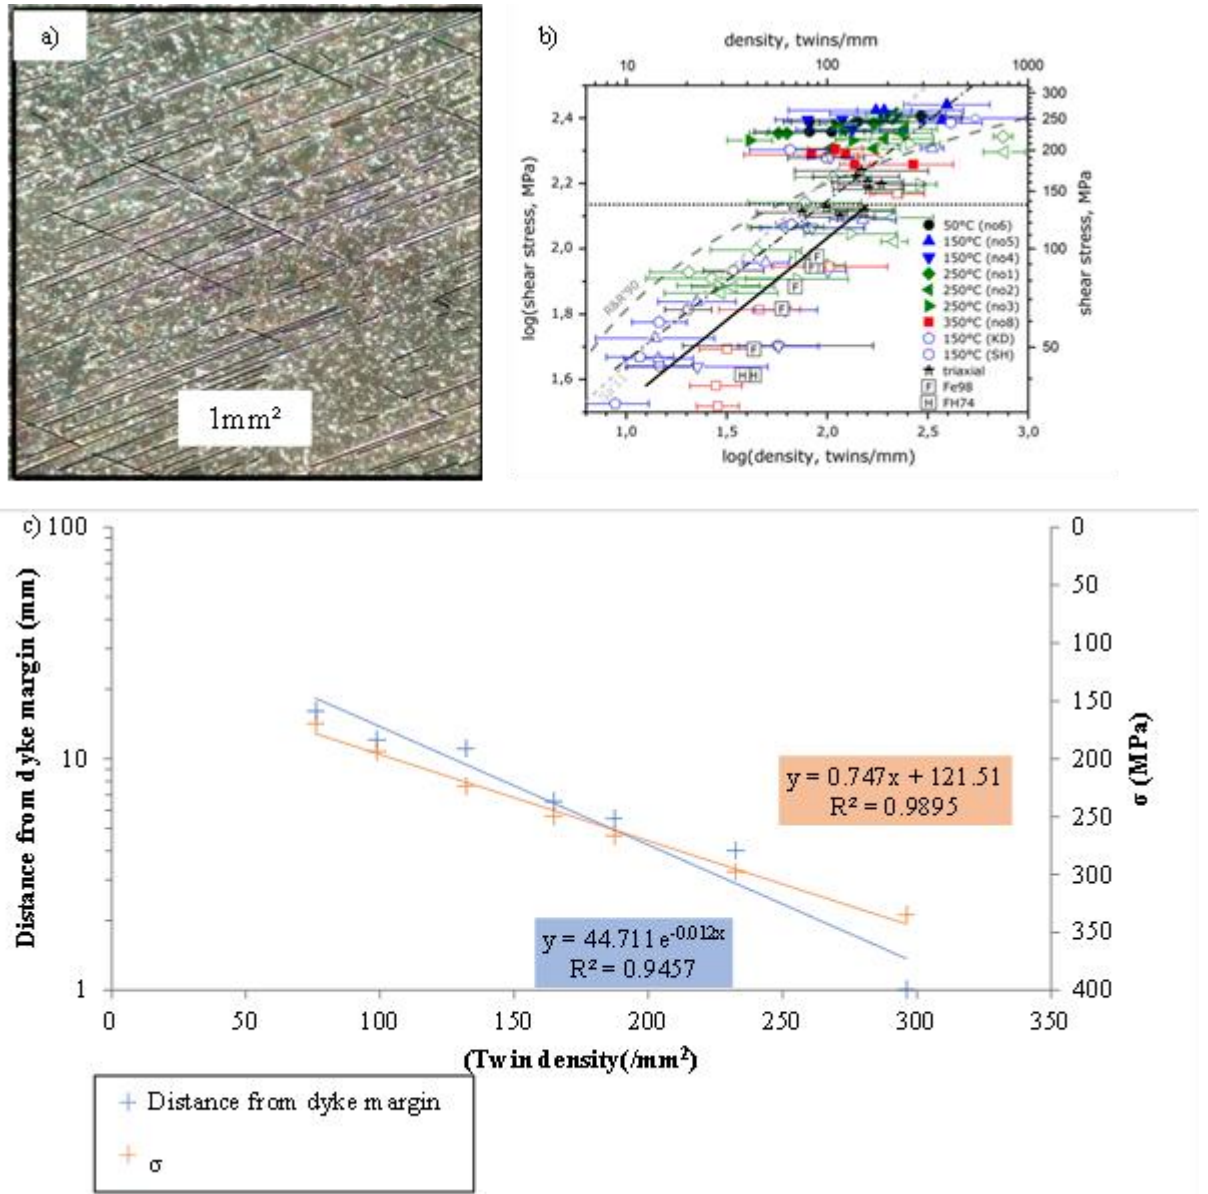 a)
1mm²
b)
density, twins/mm
10 100 1000
2,4
2,2
2,0
1,8
1,6
log(shear stress, MPa)
300
250
200
150
100
50
shear stress, MPa
R&R'90
50°C (no6)
150°C (no5)
150°C (no4)
250°C (no1)
250°C (no2)
250°C (no3)
350°C (no8)
150°C (KD)
150°C (SH)
triaxial
F Fe98
H FH74
F
F
F
F
F
H H
1,0 1,5 2,0 2,5 3,0
log(density, twins/mm)
c)
100
10
1
Distance from dyke margin (mm)
0
50
100
150
200
250
300
350
400
σ (MPa)
y = 0.747x + 121.51
R² = 0.9895
y = 44.711e^-0.012x
R² = 0.9457
0 50 100 150 200 250 300 350
(Twin density(/mm²)
Distance from dyke margin
σ